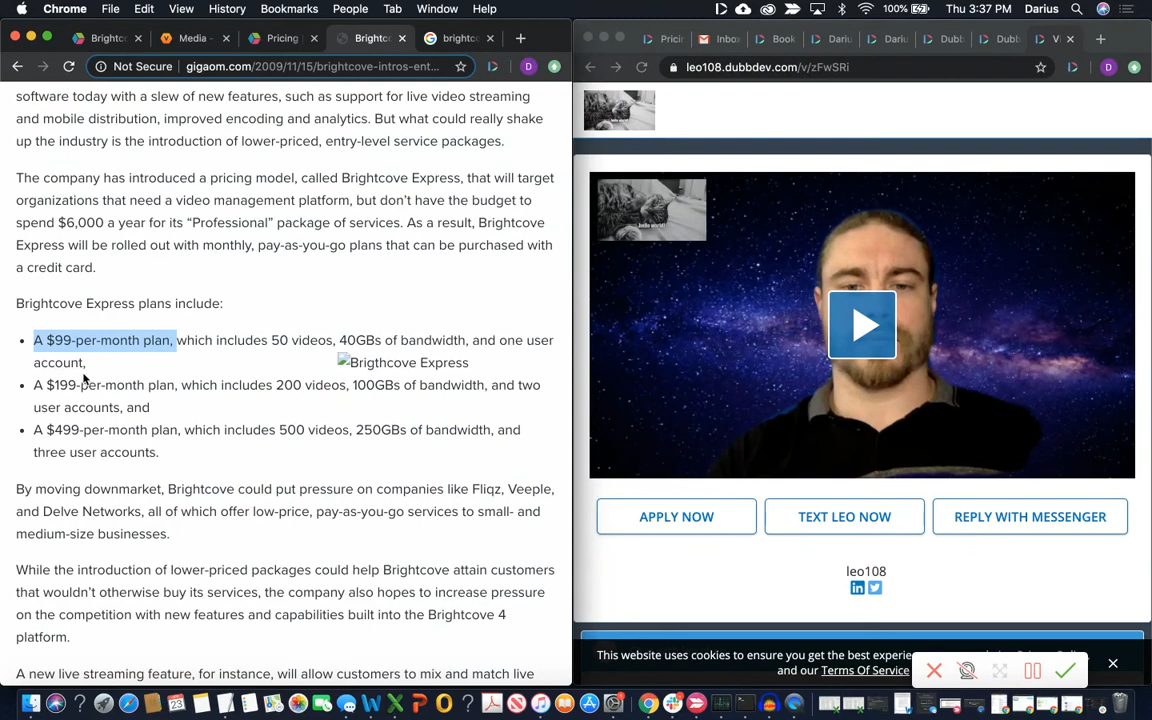 Chrome File Edit View History Bookmarks People Tab Window Help
100% Thu 3:37 PM Darius
Brightc
Media -
Pricing
Brightc
brightc
Not Secure | gigaom.com/2009/11/15/brightcove-intros-ent...
D
software today with a slew of new features, such as support for live video streaming
and mobile distribution, improved encoding and analytics. But what could really shake
up the industry is the introduction of lower-priced, entry-level service packages.
The company has introduced a pricing model, called Brightcove Express, that will target
organizations that need a video management platform, but don't have the budget to
spend $6,000 a year for its “Professional” package of services. As a result, Brightcove
Express will be rolled out with monthly, pay-as-you-go plans that can be purchased with
a credit card.
Brightcove Express plans include:
• A $99-per-month plan, which includes 50 videos, 40GBs of bandwidth, and one user
account,
Brigthcove Express
• A $199-per-month plan, which includes 200 videos, 100GBs of bandwidth, and two
user accounts, and
• A $499-per-month plan, which includes 500 videos, 250GBs of bandwidth, and
three user accounts.
By moving downmarket, Brightcove could put pressure on companies like Fliqz, Veeple,
and Delve Networks, all of which offer low-price, pay-as-you-go services to small- and
medium-size businesses.
While the introduction of lower-priced packages could help Brightcove attain customers
that wouldn't otherwise buy its services, the company also hopes to increase pressure
on the competition with new features and capabilities built into the Brightcove 4
platform.
A new live streaming feature, for instance, will allow customers to mix and match live
Pricin
Inbox
Book
Dariu
Dariu
Dubb
Dubb
leo108.dubbdev.com/v/zFwSRi
D
APPLY NOW
TEXT LEO NOW
REPLY WITH MESSENGER
leo108
This website uses cookies to ensure you get the best experi
and our Terms Of Service